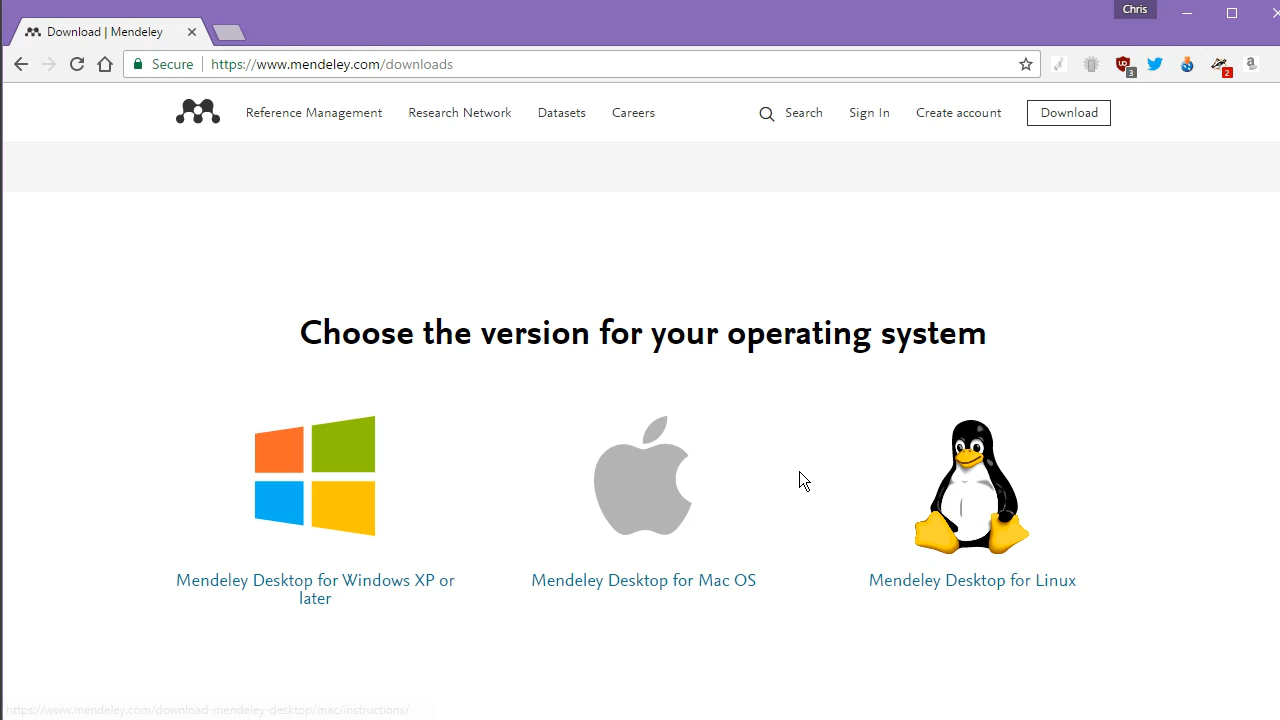 Chris
Download | Mendeley
Secure https://www.mendeley.com/downloads
3
2
a
Reference Management Research Network Datasets Careers Search Sign In Create account Download
Choose the version for your operating system
Mendeley Desktop for Windows XP or
later
Mendeley Desktop for Mac OS
Mendeley Desktop for Linux
https://www.mendeley.com/download-mendeley-desktop/mac/instructions/